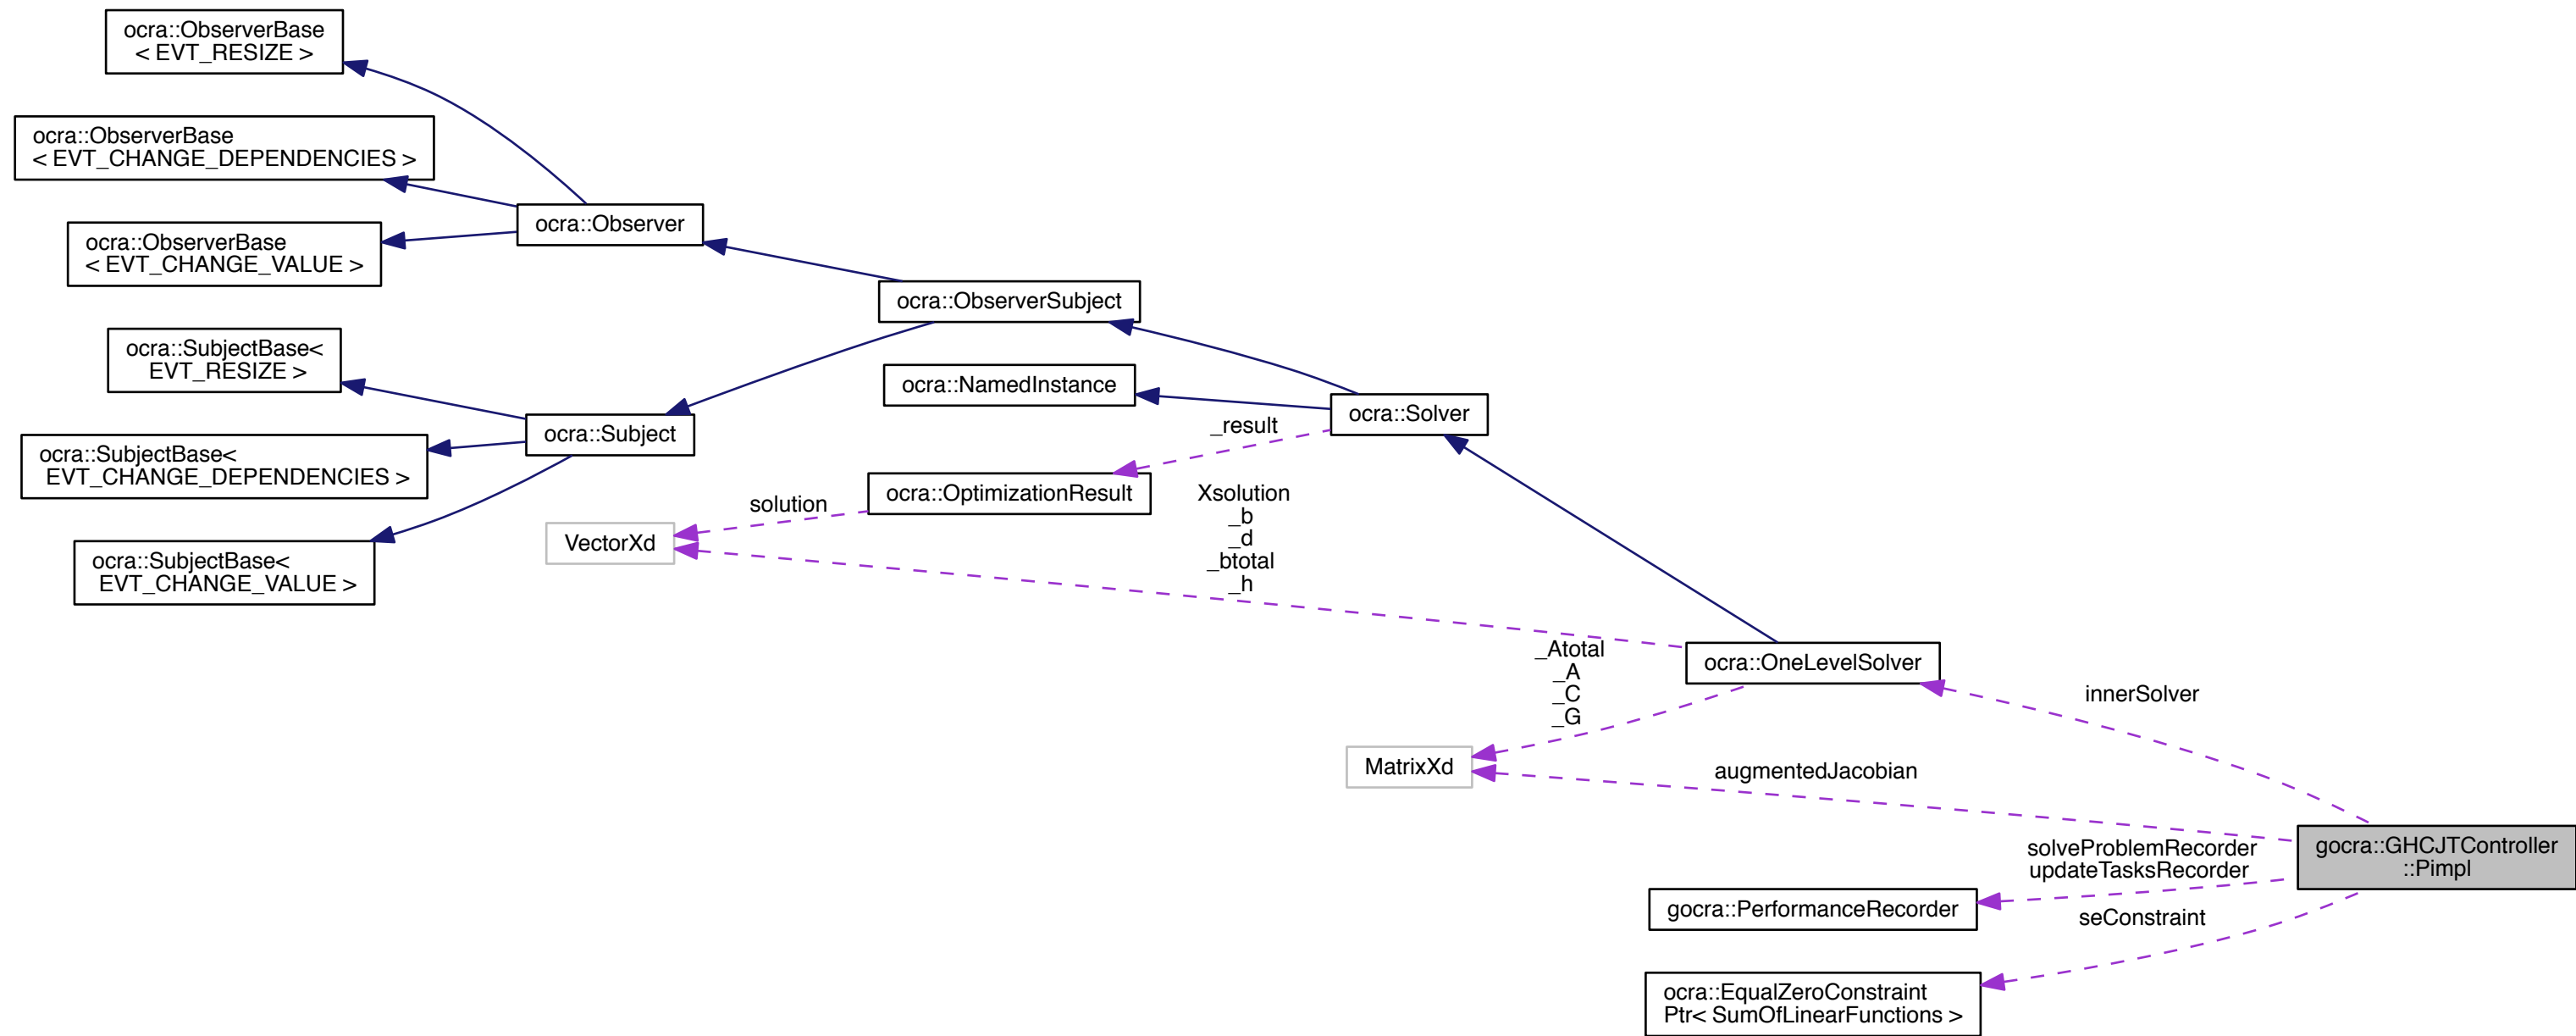 ocra::ObserverBase
< EVT_RESIZE >
ocra::ObserverBase
< EVT_CHANGE_DEPENDENCIES >
ocra::ObserverBase
< EVT_CHANGE_VALUE >
ocra::Observer
ocra::ObserverSubject
ocra::SubjectBase<
EVT_RESIZE >
ocra::SubjectBase<
EVT_CHANGE_DEPENDENCIES >
ocra::SubjectBase<
EVT_CHANGE_VALUE >
ocra::Subject
ocra::NamedInstance
ocra::Solver
_result
ocra::OptimizationResult
solution
VectorXd
Xsolution
_b
_d
_btotal
_h
ocra::OneLevelSolver
_Atotal
_A
_C
_G
MatrixXd
innerSolver
augmentedJacobian
gocra::GHCJTController
::Pimpl
solveProblemRecorder
updateTasksRecorder
gocra::PerformanceRecorder
seConstraint
ocra::EqualZeroConstraint
Ptr< SumOfLinearFunctions >